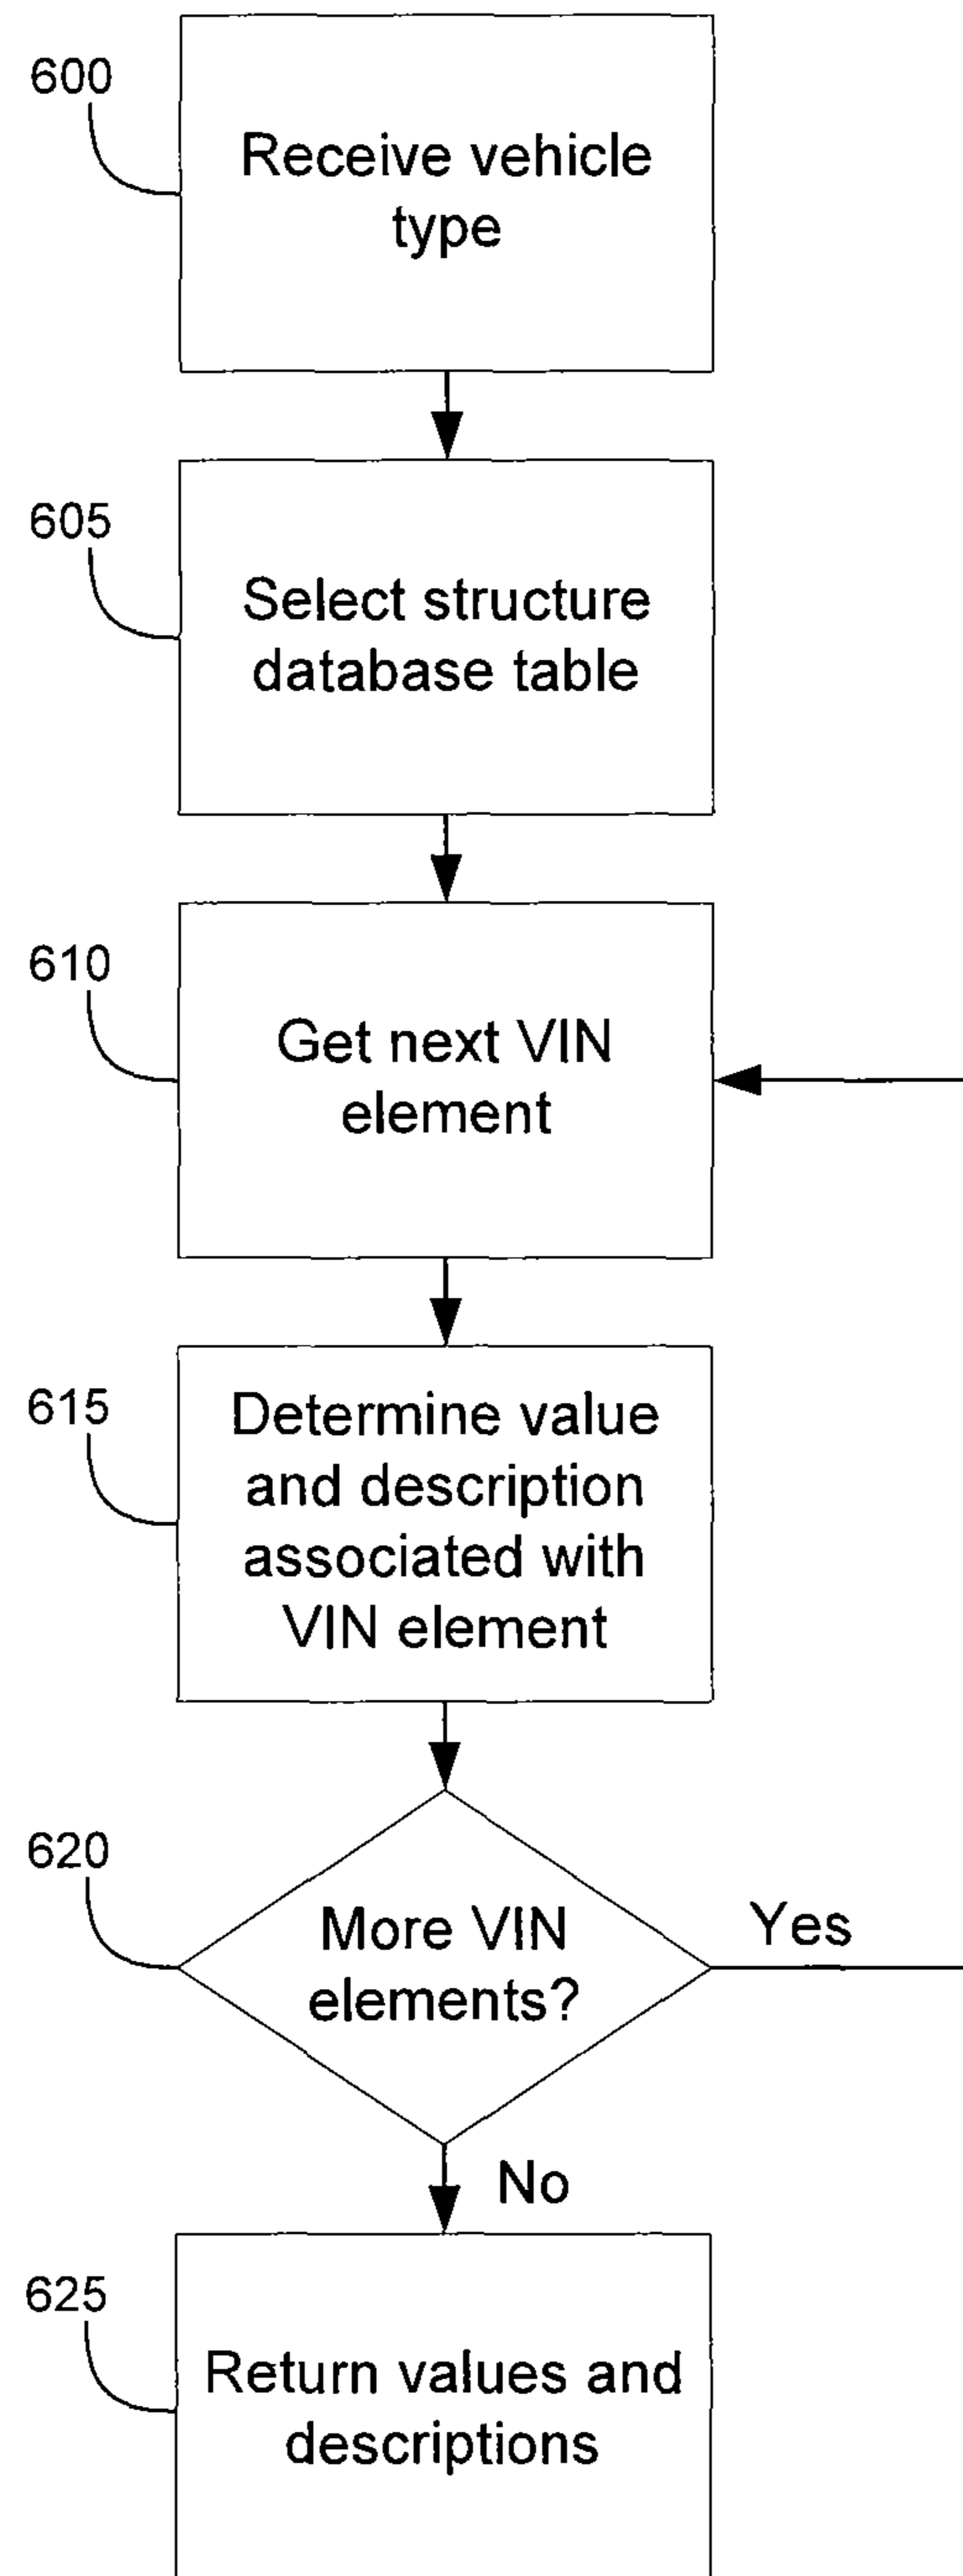 600
Receive vehicle
type
605
Select structure
database table
610
Get next VIN
element
615
Determine value
and description
associated with
VIN element
620
More VIN
elements?
Yes
No
625
Return values and
descriptions